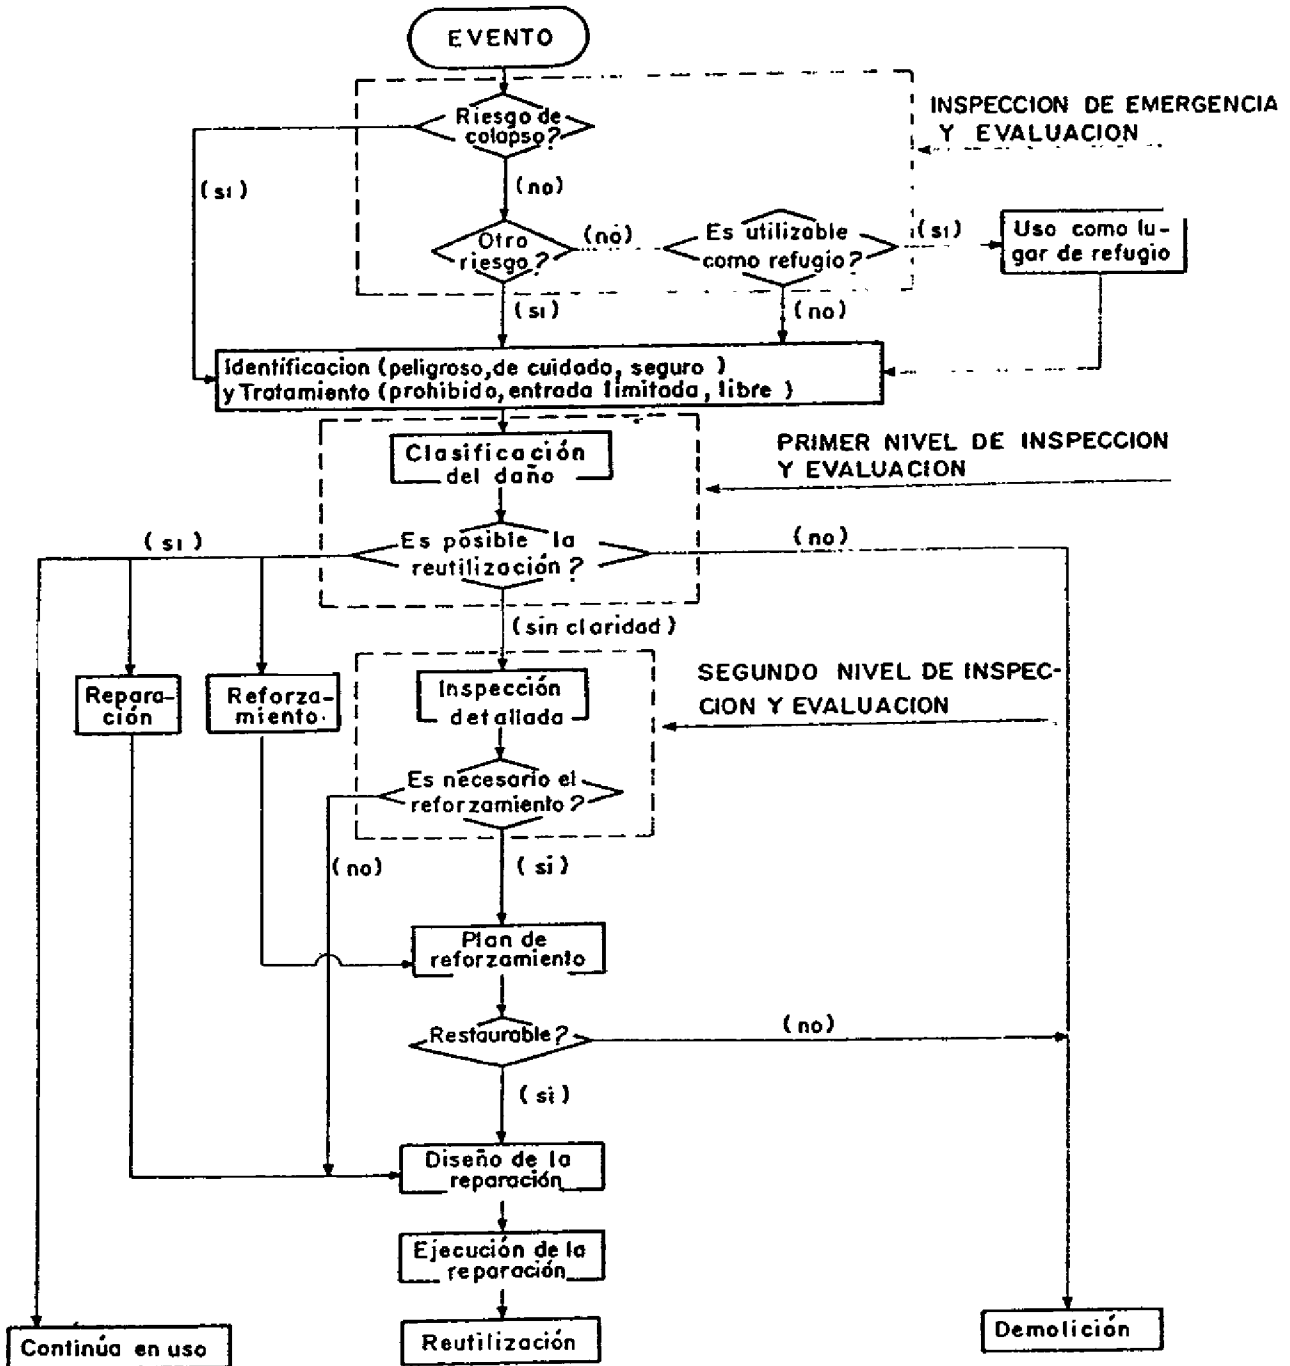 EVENTO
Riesgo de
colapso?
INSPECCION DE EMERGENCIA
Y EVALUACION
(si)
(no)
Otro
riesgo?
(no)
Es utilizable
como refugio?
(si)
Uso como lu-
gar de refugio
(si)
(no)
Identificacion (peligroso, de cuidado, seguro )
y Tratamiento (prohibido, entrada limitada, libre )
Clasificación
del daño
PRIMER NIVEL DE INSPECCION
Y EVALUACION
(si)
Es posible la
reutilización?
(no)
(sin claridad)
Repara-
ción
Reforza-
miento.
Inspección
detallada
SEGUNDO NIVEL DE INSPEC-
CION Y EVALUACION
Es necesario el
reforzamiento?
(no)
(si)
Plan de
reforzamiento
Restaurable?
(no)
(si)
Diseño de la
reparación
Ejecución de la
reparación
Continúa en uso
Reutilización
Demolición